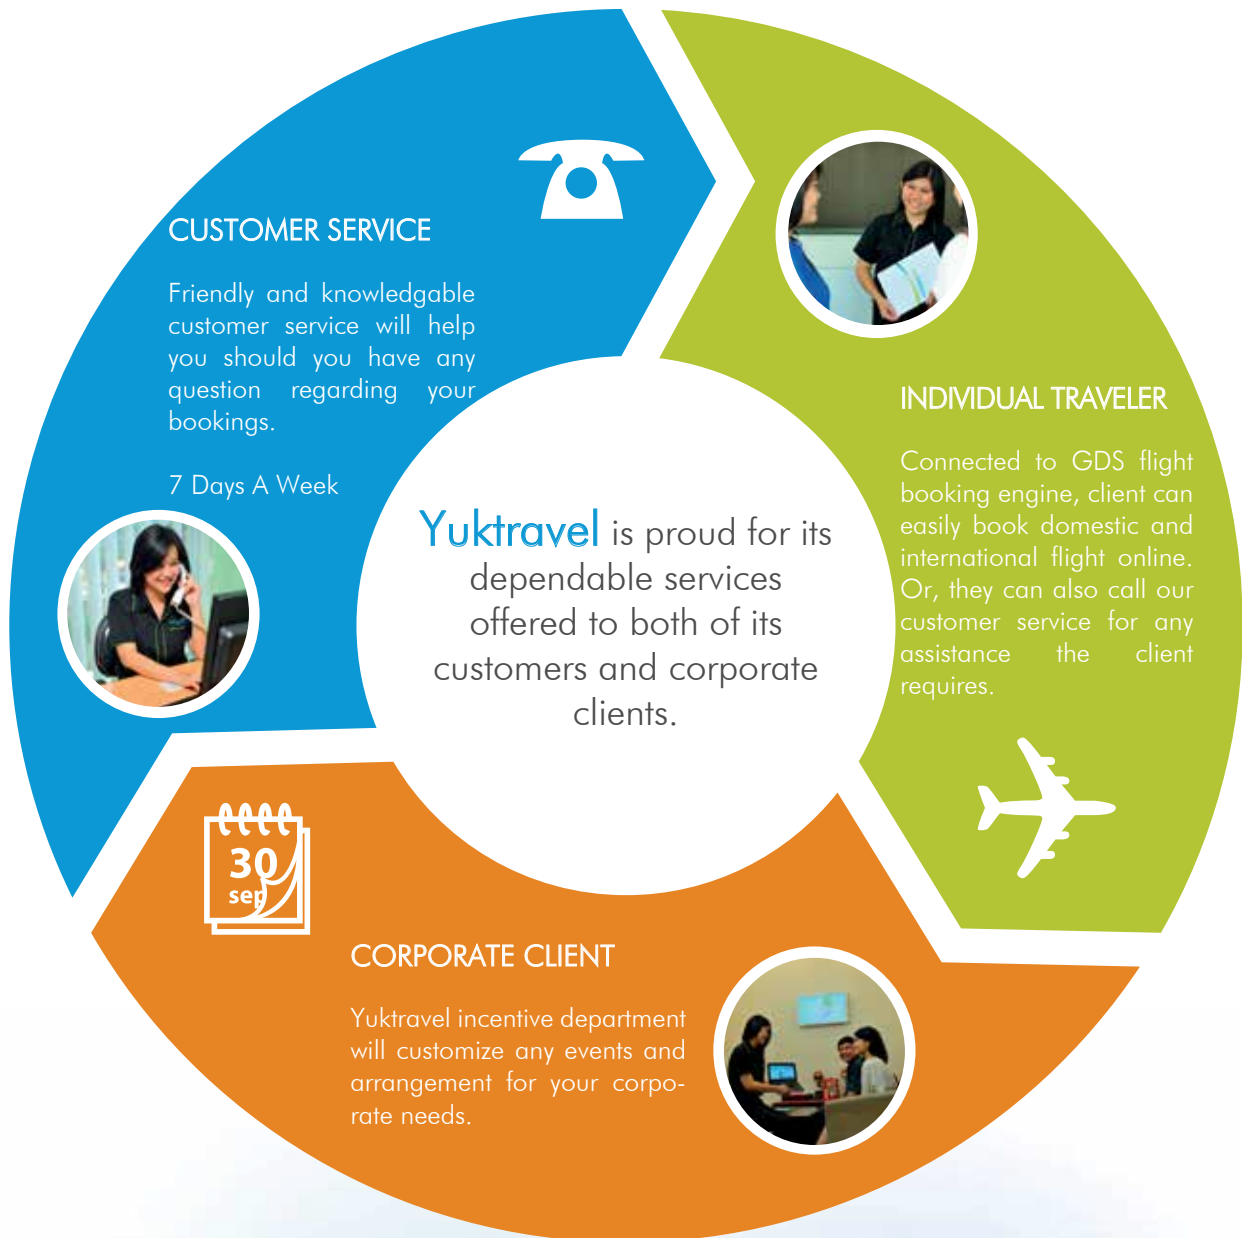 CUSTOMER SERVICE
Friendly and knowledgable
customer service will help
you should you have any
question regarding your
bookings.
7 Days A Week
INDIVIDUAL TRAVELER
Connected to GDS flight
booking engine, client can
easily book domestic and
international flight online.
Or, they can also call our
customer service for any
assistance the client
requires.
Yuktravel is proud for its
dependable services
offered to both of its
customers and corporate
clients.
30
sep
CORPORATE CLIENT
Yuktravel incentive department
will customize any events and
arrangement for your corpo-
rate needs.